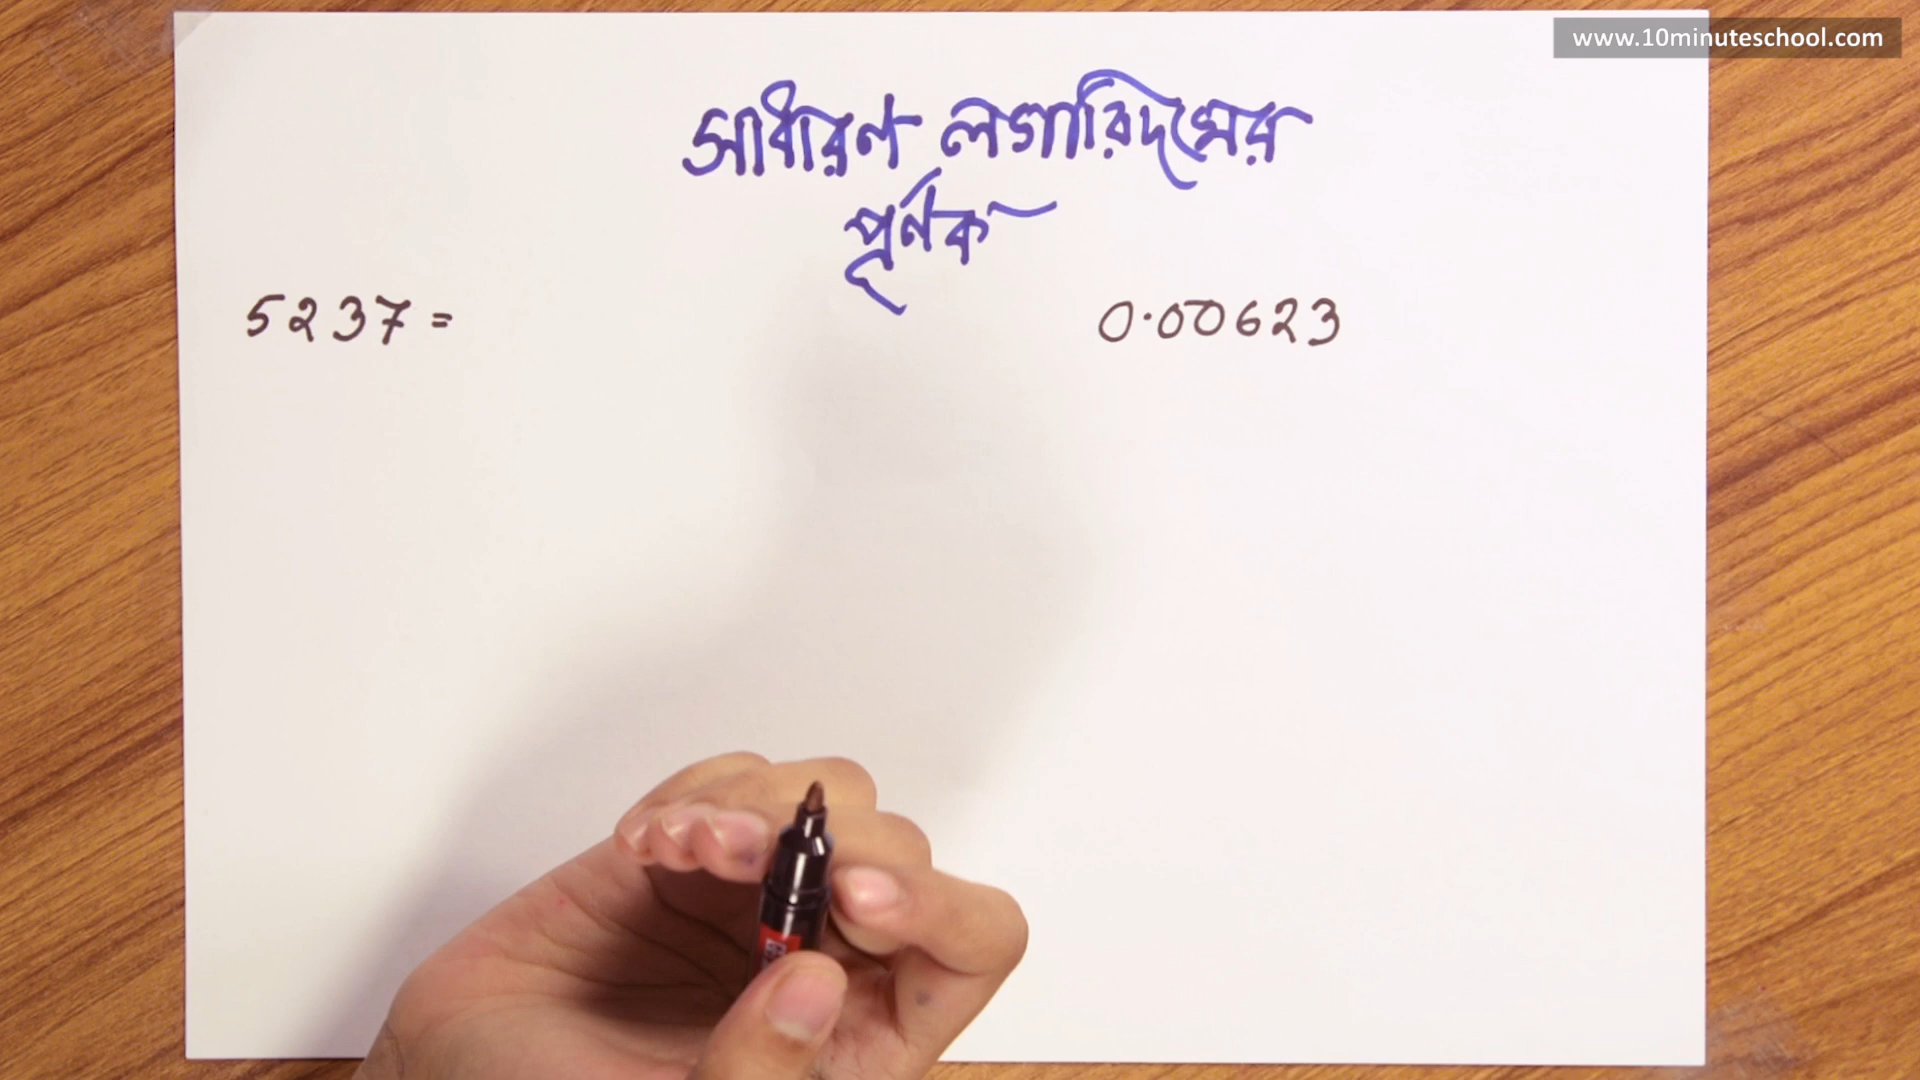 www.10minuteschool.com
সাধারণ লগারিদমের
পূর্ণক
5237=
0.00623